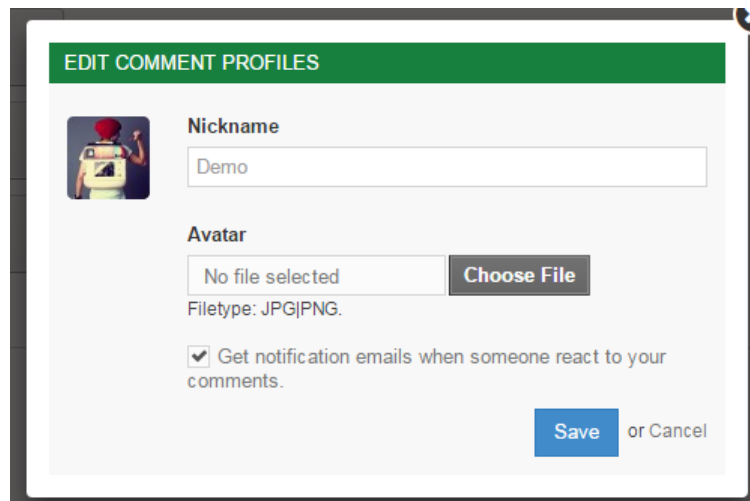 EDIT COMMENT PROFILES
Nickname
Demo
Avatar
No file selected
Choose File
Filetype: JPG|PNG.
Get notification emails when someone react to your
comments.
Save or Cancel